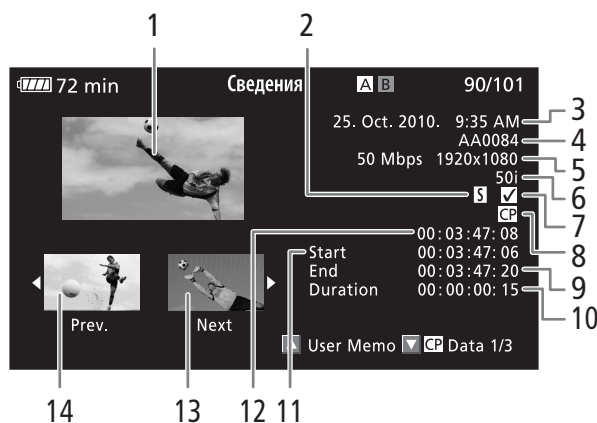 1 2
72 min Сведения A B 90/101
25. Oct. 2010. 9:35 AM 3
AA0084 4
50 Mbps 1920x1080 5
50i 6
S ✓ 7
CP 8
00:03:47:08
Start 00:03:47:06
End 00:03:47:20 9
Duration 00:00:00:15 10
Prev. Next
▲ User Memo ▼ CP Data 1/3
14 13 12 11